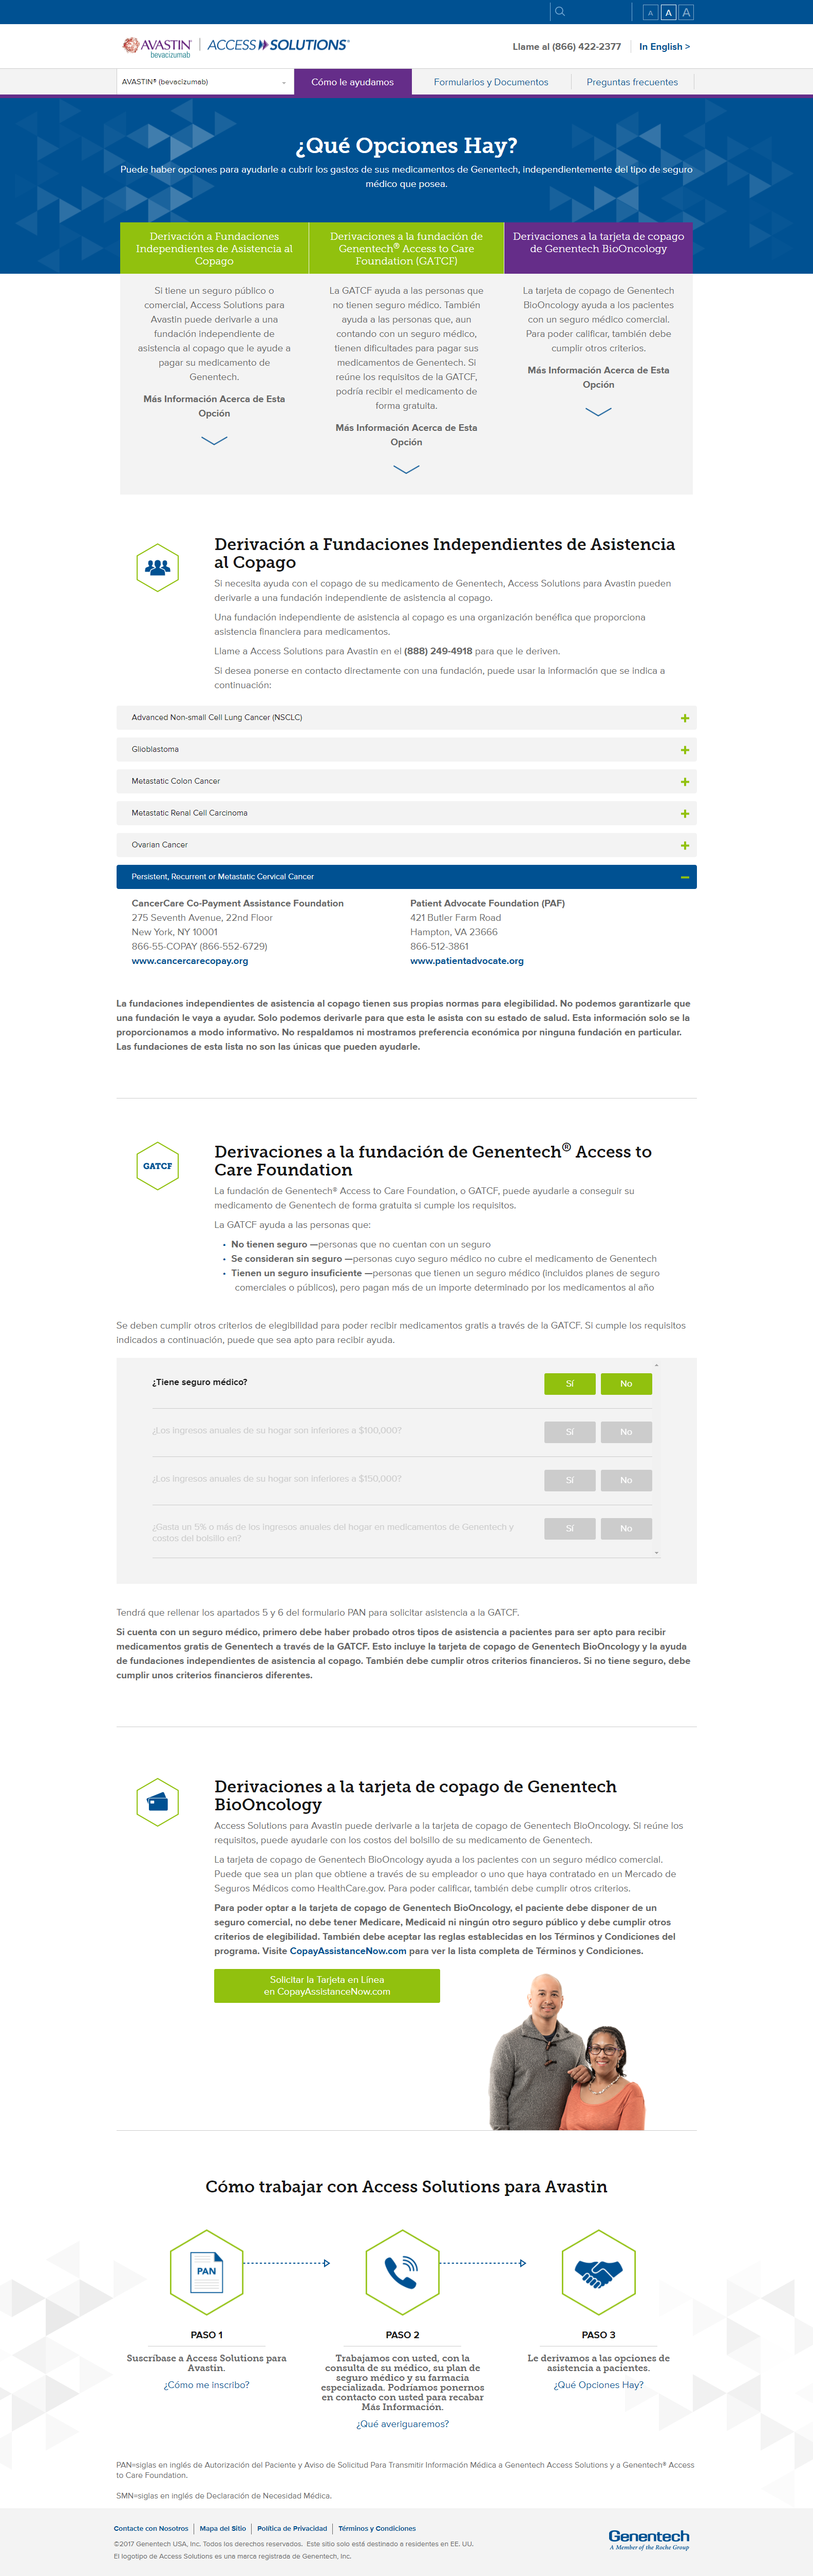 A A A
AVASTIN®
bevacizumab
ACCESS SOLUTIONS®
Llame al (866) 422-2377
In English >
AVASTIN® (bevacizumab)
Cómo le ayudamos
Formularios y Documentos
Preguntas frecuentes
¿Qué Opciones Hay?
Puede haber opciones para ayudarle a cubrir los gastos de sus medicamentos de Genentech, independientemente del tipo de seguro
médico que posea.
Derivación a Fundaciones
Independientes de Asistencia al
Copago
Si tiene un seguro público o
comercial, Access Solutions para
Avastin puede derivarle a una
fundación independiente de
asistencia al copago que le ayude a
pagar su medicamento de
Genentech.
Más Información Acerca de Esta
Opción
Derivaciones a la fundación de
Genentech® Access to Care
Foundation (GATCF)
La GATCF ayuda a las personas que
no tienen seguro médico. También
ayuda a las personas que, aun
contando con un seguro médico,
tienen dificultades para pagar sus
medicamentos de Genentech. Si
reúne los requisitos de la GATCF,
podría recibir el medicamento de
forma gratuita.
Más Información Acerca de Esta
Opción
Derivaciones a la tarjeta de copago
de Genentech BioOncology
La tarjeta de copago de Genentech
BioOncology ayuda a los pacientes
con un seguro médico comercial.
Para poder calificar, también debe
cumplir otros criterios.
Más Información Acerca de Esta
Opción
Derivación a Fundaciones Independientes de Asistencia
al Copago
Si necesita ayuda con el copago de su medicamento de Genentech, Access Solutions para Avastin pueden
derivarle a una fundación independiente de asistencia al copago.
Una fundación independiente de asistencia al copago es una organización benéfica que proporciona
asistencia financiera para medicamentos.
Llame a Access Solutions para Avastin en el (888) 249-4918 para que le deriven.
Si desea ponerse en contacto directamente con una fundación, puede usar la información que se indica a
continuación:
Advanced Non-small Cell Lung Cancer (NSCLC)
Glioblastoma
Metastatic Colon Cancer
Metastatic Renal Cell Carcinoma
Ovarian Cancer
Persistent, Recurrent or Metastatic Cervical Cancer
CancerCare Co-Payment Assistance Foundation
275 Seventh Avenue, 22nd Floor
New York, NY 10001
866-55-COPAY (866-552-6729)
www.cancercarecopay.org
Patient Advocate Foundation (PAF)
421 Butler Farm Road
Hampton, VA 23666
866-512-3861
www.patientadvocate.org
La fundaciones independientes de asistencia al copago tienen sus propias normas para elegibilidad. No podemos garantizarle que
una fundación le vaya a ayudar. Solo podemos derivarle para que esta le asista con su estado de salud. Esta información solo se la
proporcionamos a modo informativo. No respaldamos ni mostramos preferencia económica por ninguna fundación en particular.
Las fundaciones de esta lista no son las únicas que pueden ayudarle.
GATCF
Derivaciones a la fundación de Genentech® Access to
Care Foundation
La fundación de Genentech® Access to Care Foundation, o GATCF, puede ayudarle a conseguir su
medicamento de Genentech de forma gratuita si cumple los requisitos.
La GATCF ayuda a las personas que:
• No tienen seguro —personas que no cuentan con un seguro
• Se consideran sin seguro —personas cuyo seguro médico no cubre el medicamento de Genentech
• Tienen un seguro insuficiente —personas que tienen un seguro médico (incluidos planes de seguro
comerciales o públicos), pero pagan más de un importe determinado por los medicamentos al año
Se deben cumplir otros criterios de elegibilidad para poder recibir medicamentos gratis a través de la GATCF. Si cumple los requisitos
indicados a continuación, puede que sea apto para recibir ayuda.
¿Tiene seguro médico?
Sí No
¿Los ingresos anuales de su hogar son inferiores a $100,000?
Sí No
¿Los ingresos anuales de su hogar son inferiores a $150,000?
Sí No
¿Gasta un 5% o más de los ingresos anuales del hogar en medicamentos de Genentech y
costos del bolsillo en?
Sí No
Tendrá que rellenar los apartados 5 y 6 del formulario PAN para solicitar asistencia a la GATCF.
Si cuenta con un seguro médico, primero debe haber probado otros tipos de asistencia a pacientes para ser apto para recibir
medicamentos gratis de Genentech a través de la GATCF. Esto incluye la tarjeta de copago de Genentech BioOncology y la ayuda
de fundaciones independientes de asistencia al copago. También debe cumplir otros criterios financieros. Si no tiene seguro, debe
cumplir unos criterios financieros diferentes.
Derivaciones a la tarjeta de copago de Genentech
BioOncology
Access Solutions para Avastin puede derivarle a la tarjeta de copago de Genentech BioOncology. Si reúne los
requisitos, puede ayudarle con los costos del bolsillo de su medicamento de Genentech.
La tarjeta de copago de Genentech BioOncology ayuda a los pacientes con un seguro médico comercial.
Puede que sea un plan que obtiene a través de su empleador o uno que haya contratado en un Mercado de
Seguros Médicos como HealthCare.gov. Para poder calificar, también debe cumplir otros criterios.
Para poder optar a la tarjeta de copago de Genentech BioOncology, el paciente debe disponer de un
seguro comercial, no debe tener Medicare, Medicaid ni ningún otro seguro público y debe cumplir otros
criterios de elegibilidad. También debe aceptar las reglas establecidas en los Términos y Condiciones del
programa. Visite CopayAssistanceNow.com para ver la lista completa de Términos y Condiciones.
Solicitar la Tarjeta en Línea
en CopayAssistanceNow.com
Cómo trabajar con Access Solutions para Avastin
PAN
PASO 1
Suscríbase a Access Solutions para
Avastin.
¿Cómo me inscribo?
PASO 2
Trabajamos con usted, con la
consulta de su médico, su plan de
seguro médico y su farmacia
especializada. Podríamos ponernos
en contacto con usted para recabar
Más Información.
¿Qué averiguaremos?
PASO 3
Le derivamos a las opciones de
asistencia a pacientes.
¿Qué Opciones Hay?
PAN=siglas en inglés de Autorización del Paciente y Aviso de Solicitud Para Transmitir Información Médica a Genentech Access Solutions y a Genentech® Access
to Care Foundation.
SMN=siglas en inglés de Declaración de Necesidad Médica.
Contacte con Nosotros
Mapa del Sitio
Política de Privacidad
Términos y Condiciones
©2017 Genentech USA, Inc. Todos los derechos reservados. Este sitio solo está destinado a residentes en EE. UU.
El logotipo de Access Solutions es una marca registrada de Genentech, Inc.
Genentech
A Member of the Roche Group